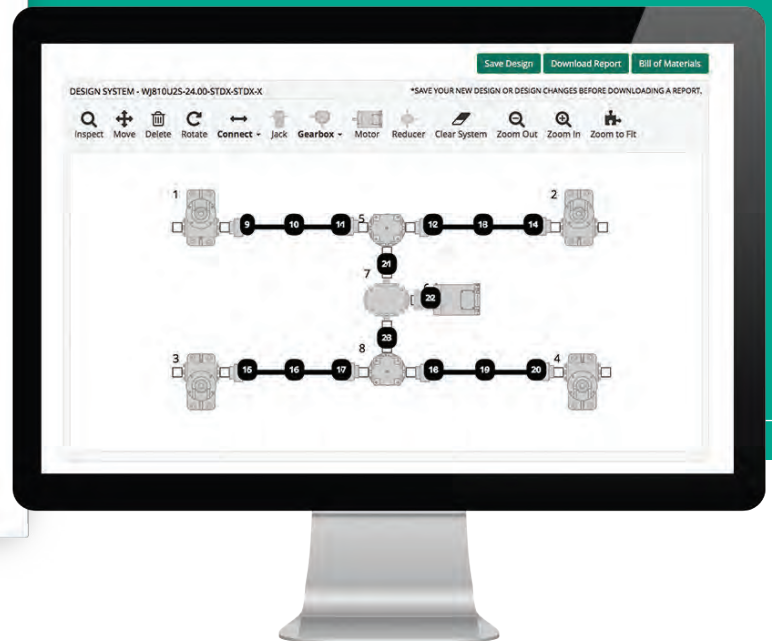 Save Design Download Report Bill of Materials
DESIGN SYSTEM - WJ810U2S-24.00-STDX-STDX-X *SAVE YOUR NEW DESIGN OR DESIGN CHANGES BEFORE DOWNLOADING A REPORT.
Inspect Move Delete Rotate Connect Jack Gearbox Motor Reducer Clear System Zoom Out Zoom In Zoom to Fit
1 2
9 10 11 5 12 13 14
21
7 22
23
8
3 4
15 16 17 18 19 20